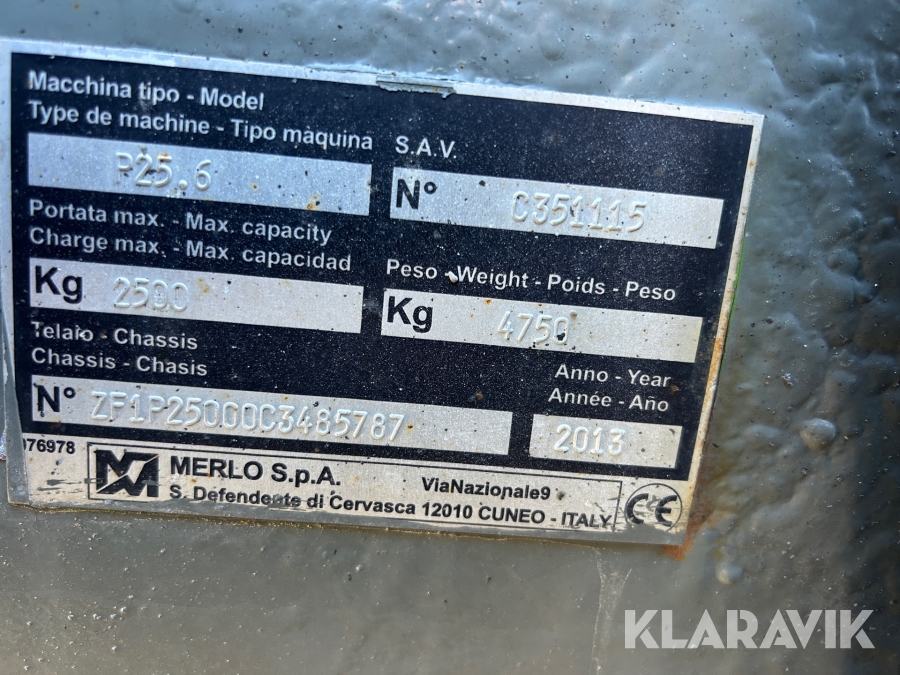 Macchina tipo - Model
Type de machine - Tipo maquina
P25.6
S.A.V.
N° C351115
Portata max. - Max. capacity
Charge max. - Max. capacidad
Kg 2500
Peso - Weight - Poids - Peso
Kg 4750
Telaio - Chassis
Chassis - Chasis
N° ZF1P25000C3485787
Anno - Year
Année - Año
2013
076978
MERLO S.p.A. ViaNazionale9
S. Defendente di Cervasca 12010 CUNEO - ITALY
CE
KLARAVIK